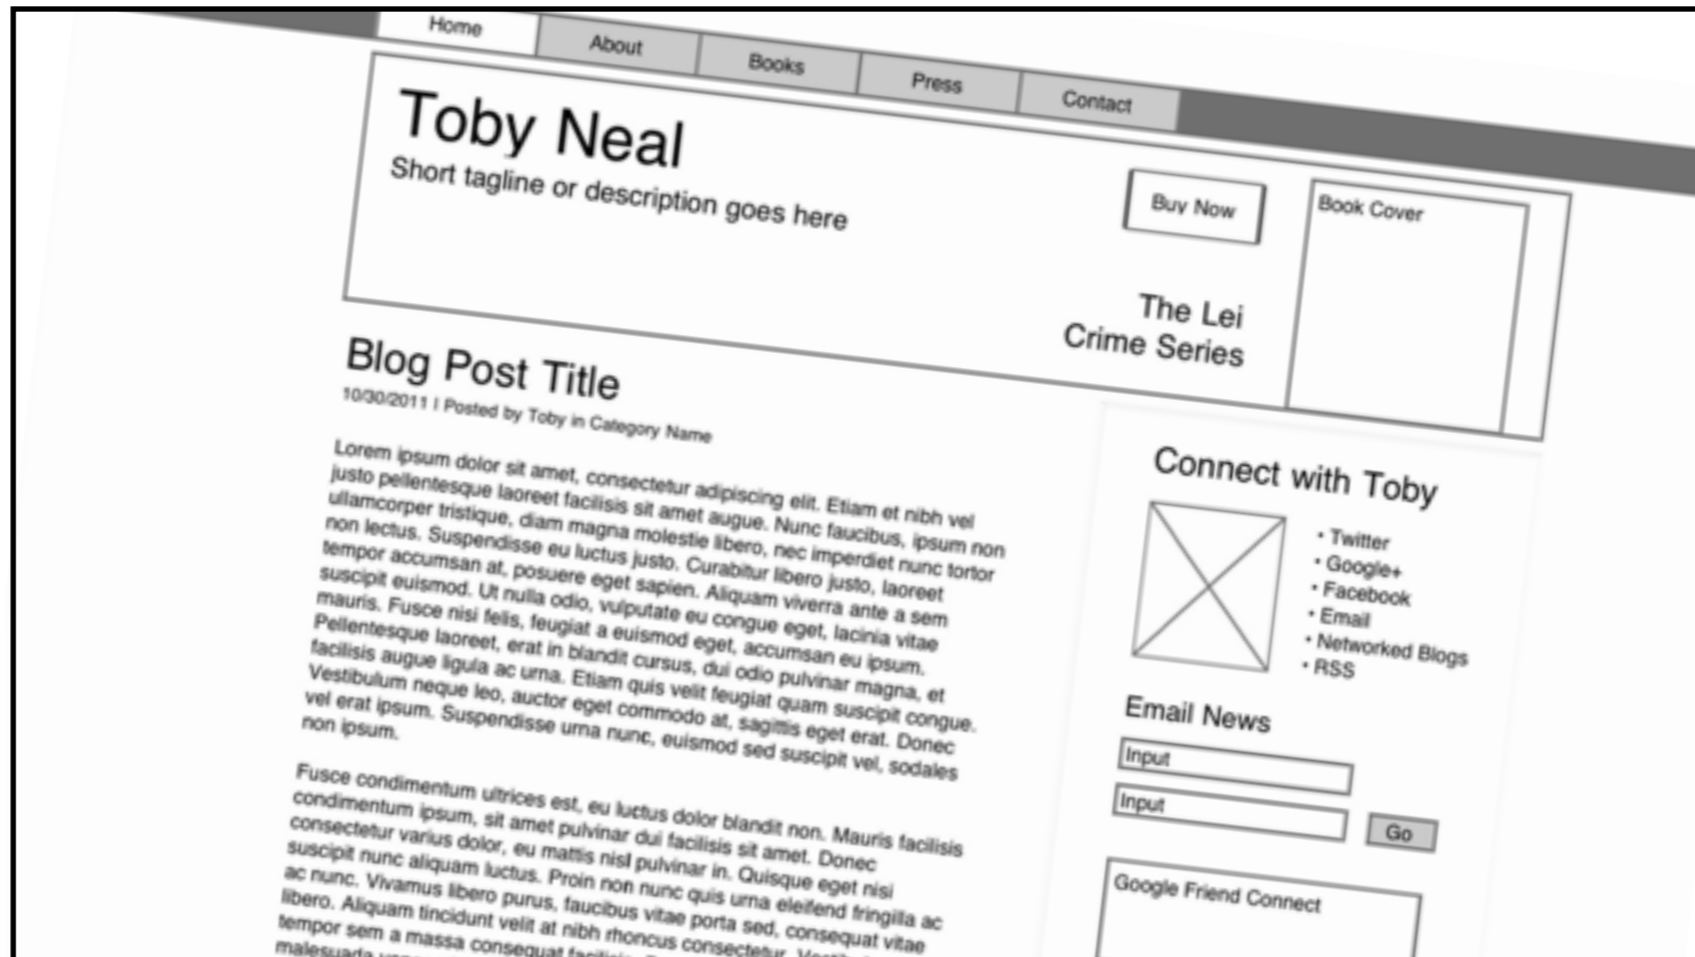 Home
About
Books
Press
Contact
Toby Neal
Short tagline or description goes here
Buy Now
Book Cover
The Lei
Crime Series
Blog Post Title
10/30/2011 | Posted by Toby in Category Name
Lorem ipsum dolor sit amet, consectetur adipiscing elit. Etiam et nibh vel
justo pellentesque laoreet facilisis sit amet augue. Nunc faucibus, ipsum non
ullamcorper tristique, diam magna molestie libero, nec imperdiet nunc tortor
non lectus. Suspendisse eu luctus justo. Curabitur libero justo, laoreet
tempor accumsan at, posuere eget sapien. Aliquam viverra ante a sem
suscipit euismod. Ut nulla odio, vulputate eu congue eget, lacinia vitae
mauris. Fusce nisi felis, feugiat a euismod eget, accumsan eu ipsum.
Pellentesque laoreet, erat in blandit cursus, dui odio pulvinar magna, et
facilisis augue ligula ac urna. Etiam quis velit feugiat quam suscipit congue.
Vestibulum neque leo, auctor eget commodo at, sagittis eget erat. Donec
vel erat ipsum. Suspendisse urna nunc, euismod sed suscipit vel, sodales
non ipsum.
Fusce condimentum ultrices est, eu luctus dolor blandit non. Mauris facilisis
condimentum ipsum, sit amet pulvinar dui facilisis sit amet. Donec
consectetur varius dolor, eu mattis nisl pulvinar in. Quisque eget nisi
suscipit nunc aliquam luctus. Proin non nunc quis urna eleifend fringilla ac
ac nunc. Vivamus libero purus, faucibus vitae porta sed, consequat vitae
libero. Aliquam tincidunt velit at nibh rhoncus consectetur.
tempor sem a massa consequat
malesuada
Connect with Toby
• Twitter
• Google+
• Facebook
• Email
• Networked Blogs
• RSS
Email News
Input
Input
Go
Google Friend Connect